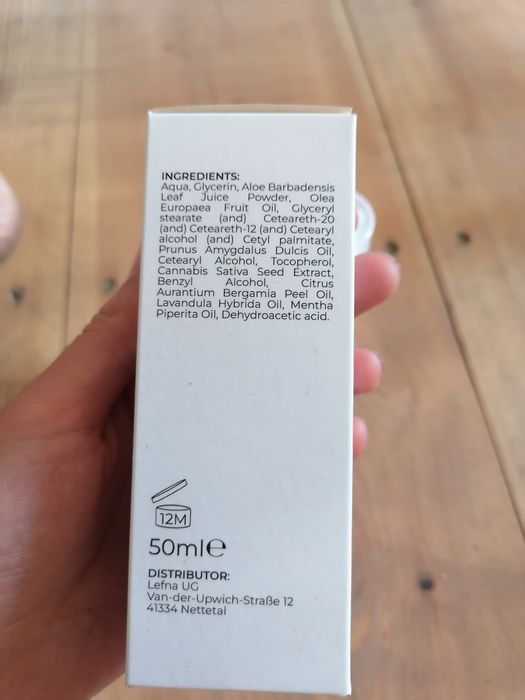 INGREDIENTS:
Aqua, Glycerin, Aloe Barbadensis
Leaf Juice Powder, Olea
Europaea Fruit Oil, Glyceryl
stearate (and) Ceteareth-20
(and) Ceteareth-12 (and) Cetearyl
alcohol (and) Cetyl palmitate,
Prunus Amygdalus Dulcis Oil,
Cetearyl Alcohol, Tocopherol,
Cannabis Sativa Seed Extract,
Benzyl Alcohol, Citrus
Aurantium Bergamia Peel Oil,
Lavandula Hybrida Oil, Mentha
Piperita Oil, Dehydroacetic acid.
12M
50ml℮
DISTRIBUTOR:
Lefna UG
Van-der-Upwich-Straße 12
41334 Nettetal